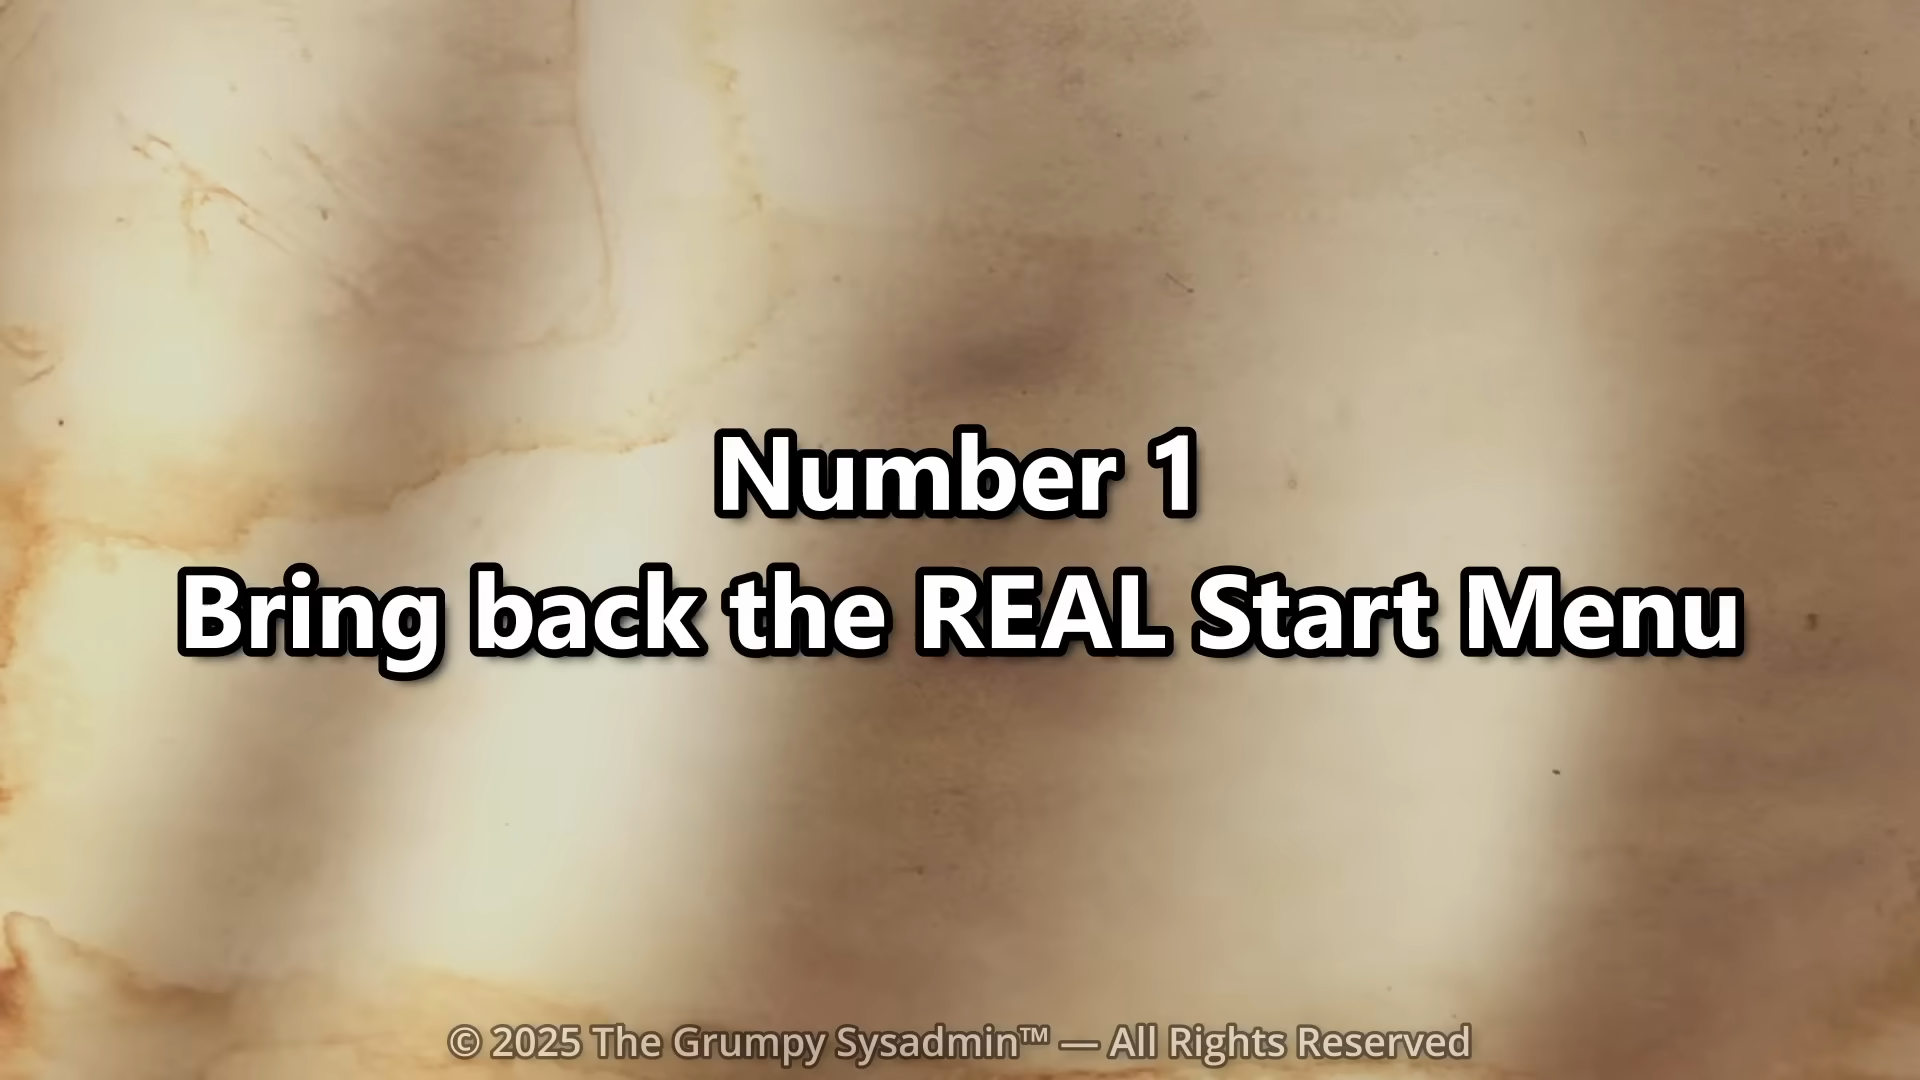 Number 1
Bring back the REAL Start Menu
© 2025 The Grumpy Sysadmin™ — All Rights Reserved